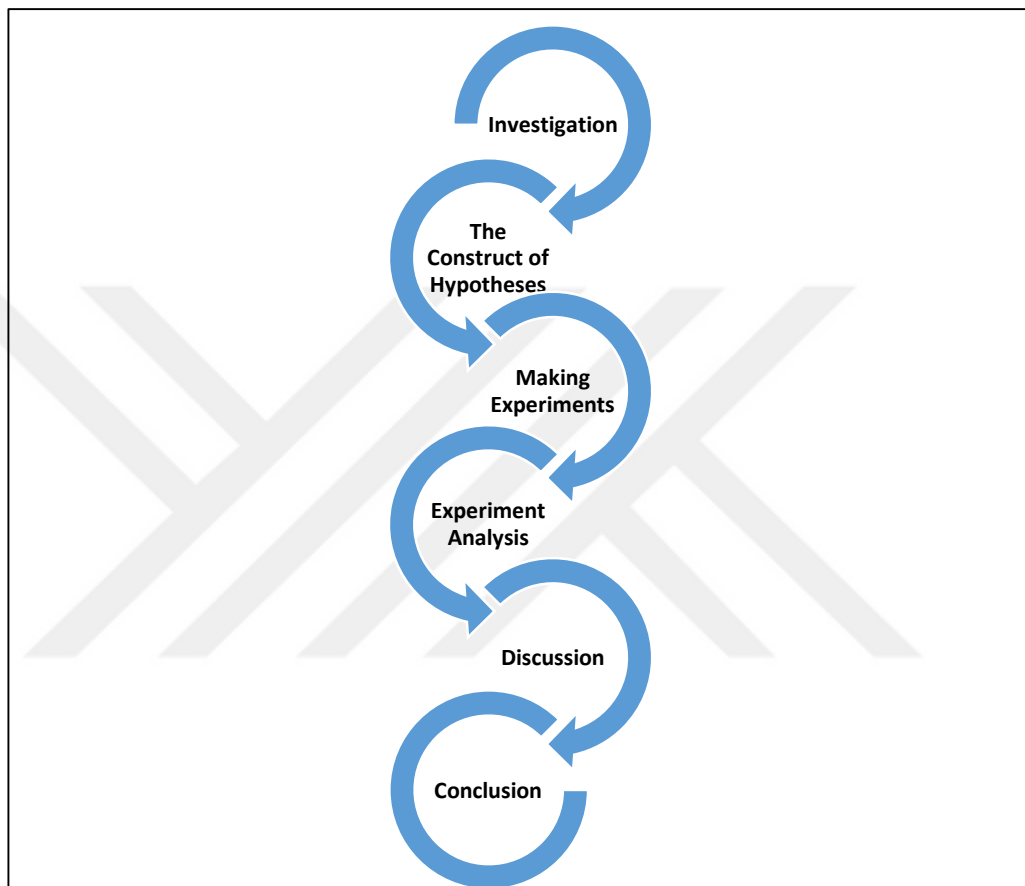 Investigation
The
Construct of
Hypotheses
Making
Experiments
Experiment
Analysis
Discussion
Conclusion